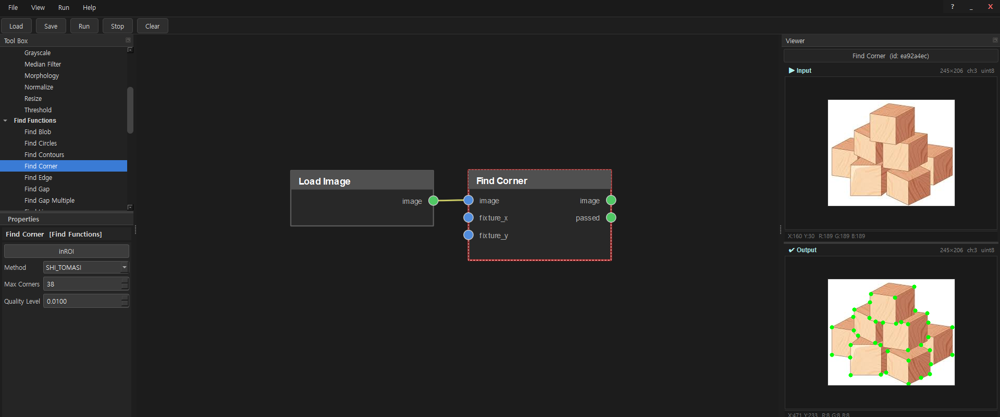 File View Run Help
? _ X
Load Save Run Stop Clear
Tool Box
Grayscale
Median Filter
Morphology
Normalize
Resize
Threshold
Find Functions
Find Blob
Find Circles
Find Contours
Find Corner
Find Edge
Find Gap
Find Gap Multiple
Properties
Find Corner [Find Functions]
inROI
Method SHI_TOMASI
Max Corners 38
Quality Level 0.0100
Load Image
image
Find Corner
image image
fixture_x passed
fixture_y
Viewer
Find Corner (id: ea92a4ec)
Input 245×206 ch:3 uint8
X:160 Y:30 R:189 G:189 B:189
Output 245×206 ch:3 uint8
X:471 Y:233 R:8 G:8 B:8